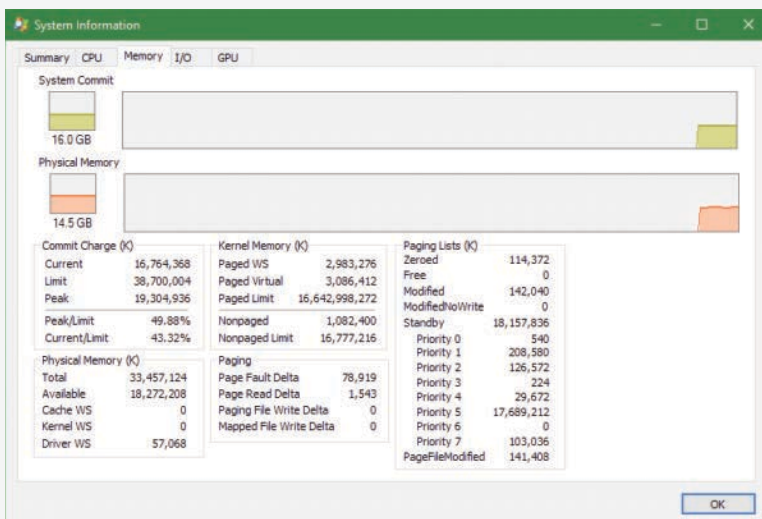 System Information
Summary CPU Memory I/O GPU
System Commit
16.0 GB
Physical Memory
14.5 GB
Commit Charge (K)
Current 16,764,368
Limit 38,700,004
Peak 19,304,936
Peak/Limit 49.88%
Current/Limit 43.32%
Physical Memory (K)
Total 33,457,124
Available 18,272,208
Cache WS 0
Kernel WS 0
Driver WS 57,068
Kernel Memory (K)
Paged WS 2,983,276
Paged Virtual 3,086,412
Paged Limit 16,642,998,272
Nonpaged 1,082,400
Nonpaged Limit 16,777,216
Paging
Page Fault Delta 78,919
Page Read Delta 1,543
Paging File Write Delta 0
Mapped File Write Delta 0
Paging Lists (K)
Zeroed 114,372
Free 0
Modified 142,040
ModifiedNoWrite 0
Standby 18,157,836
Priority 0 540
Priority 1 208,580
Priority 2 126,572
Priority 3 224
Priority 4 29,672
Priority 5 17,689,212
Priority 6 0
Priority 7 103,036
PageFileModified 141,408
OK